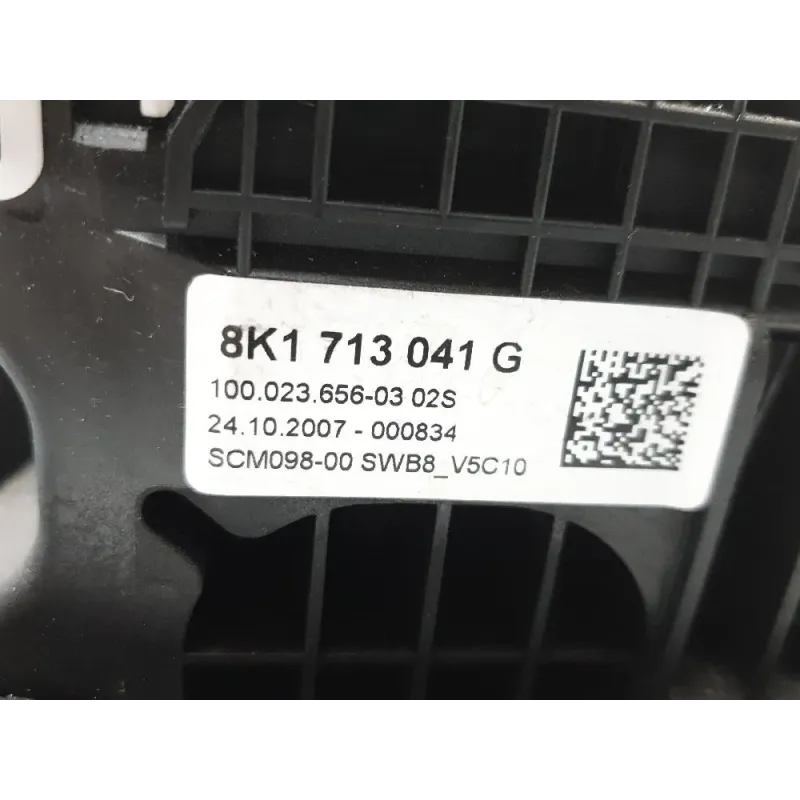 8K1 713 041 G
100.023.656-03 02S
24.10.2007 - 000834
SCM098-00 SWB8_V5C10